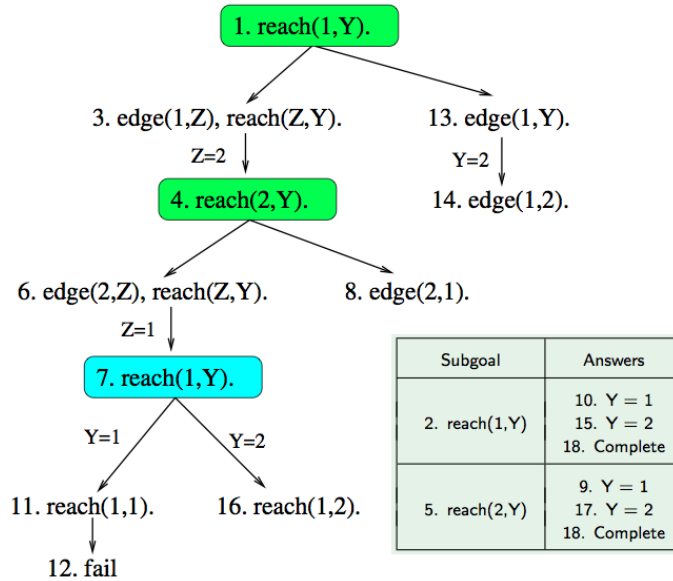 1. reach(1,Y).
3. edge(1,Z), reach(Z,Y).
13. edge(1,Y).
Z=2
Y=2
4. reach(2,Y).
14. edge(1,2).
6. edge(2,Z), reach(Z,Y).
8. edge(2,1).
Z=1
7. reach(1,Y).
Y=1
Y=2
11. reach(1,1).
16. reach(1,2).
12. fail
Subgoal
Answers
2. reach(1,Y)
10. Y = 1
15. Y = 2
18. Complete
5. reach(2,Y)
9. Y = 1
17. Y = 2
18. Complete